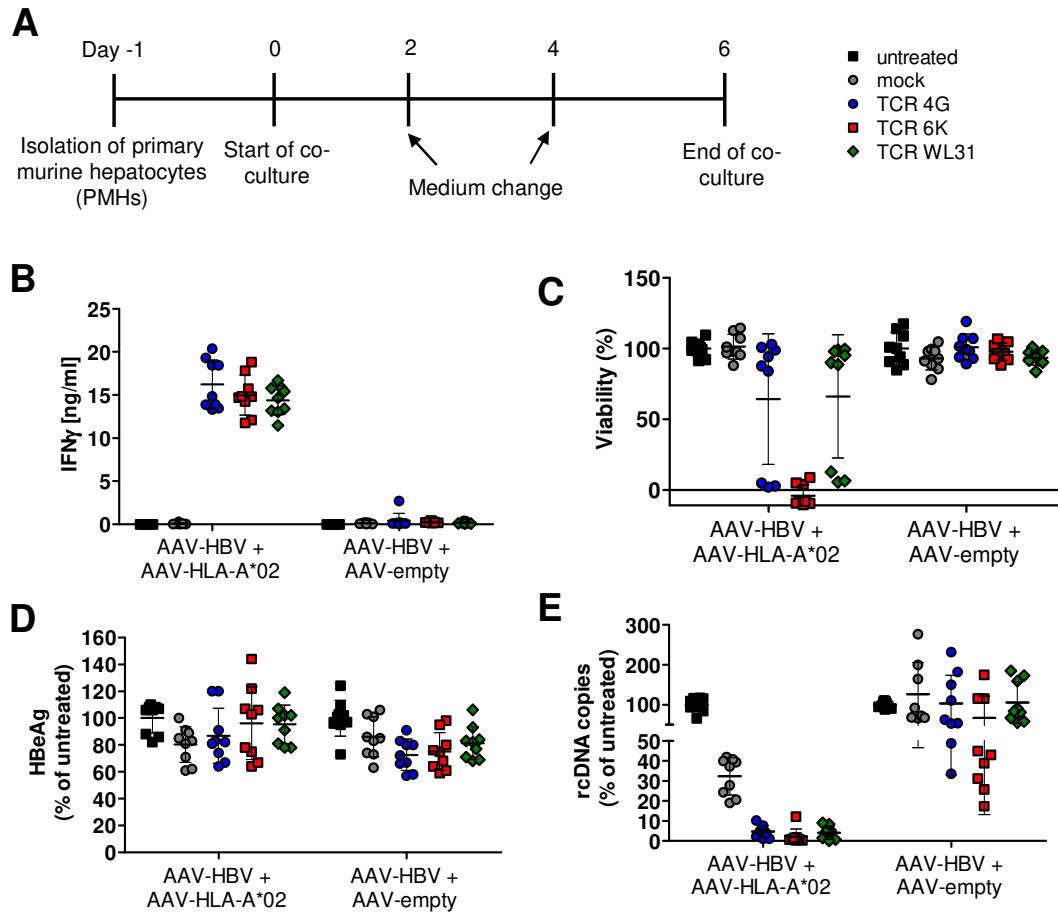 A
Day -1
0
2
4
6
Isolation of primary
murine hepatocytes
(PMHs)
Start of co-
culture
Medium change
End of co-
culture
untreated
mock
TCR 4G
TCR 6K
TCR WL31
B
IFNγ [ng/ml]
25
20
15
10
5
0
AAV-HBV +
AAV-HLA-A*02
AAV-HBV +
AAV-empty
C
Viability (%)
150
100
50
0
AAV-HBV +
AAV-HLA-A*02
AAV-HBV +
AAV-empty
D
HBeAg
(% of untreated)
160
140
120
100
80
60
40
20
0
AAV-HBV +
AAV-HLA-A*02
AAV-HBV +
AAV-empty
E
rcDNA copies
(% of untreated)
300
200
100
50
40
30
20
10
0
AAV-HBV +
AAV-HLA-A*02
AAV-HBV +
AAV-empty